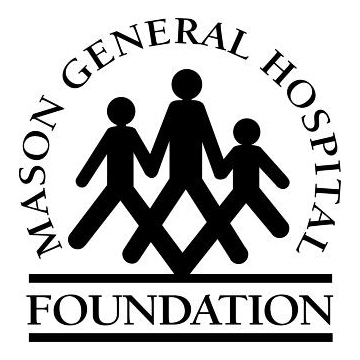 MASON GENERAL HOSPITAL
FOUNDATION